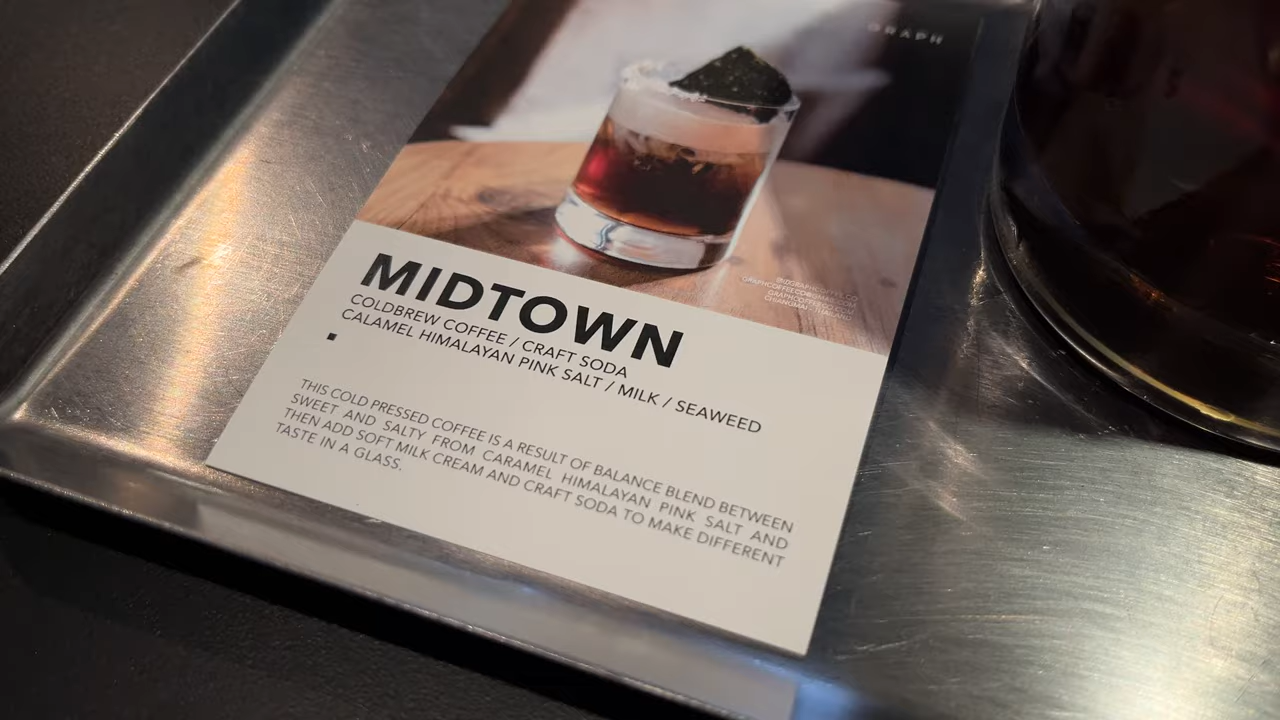 GRAPH
MIDTOWN
COLDBREW COFFEE / CRAFT SODA
CALAMEL HIMALAYAN PINK SALT / MILK / SEAWEED
THIS COLD PRESSED COFFEE IS A RESULT OF BALANCE BLEND BETWEEN
SWEET AND SALTY FROM CARAMEL HIMALAYAN PINK SALT AND
THEN ADD SOFT MILK CREAM AND CRAFT SODA TO MAKE DIFFERENT
TASTE IN A GLASS.